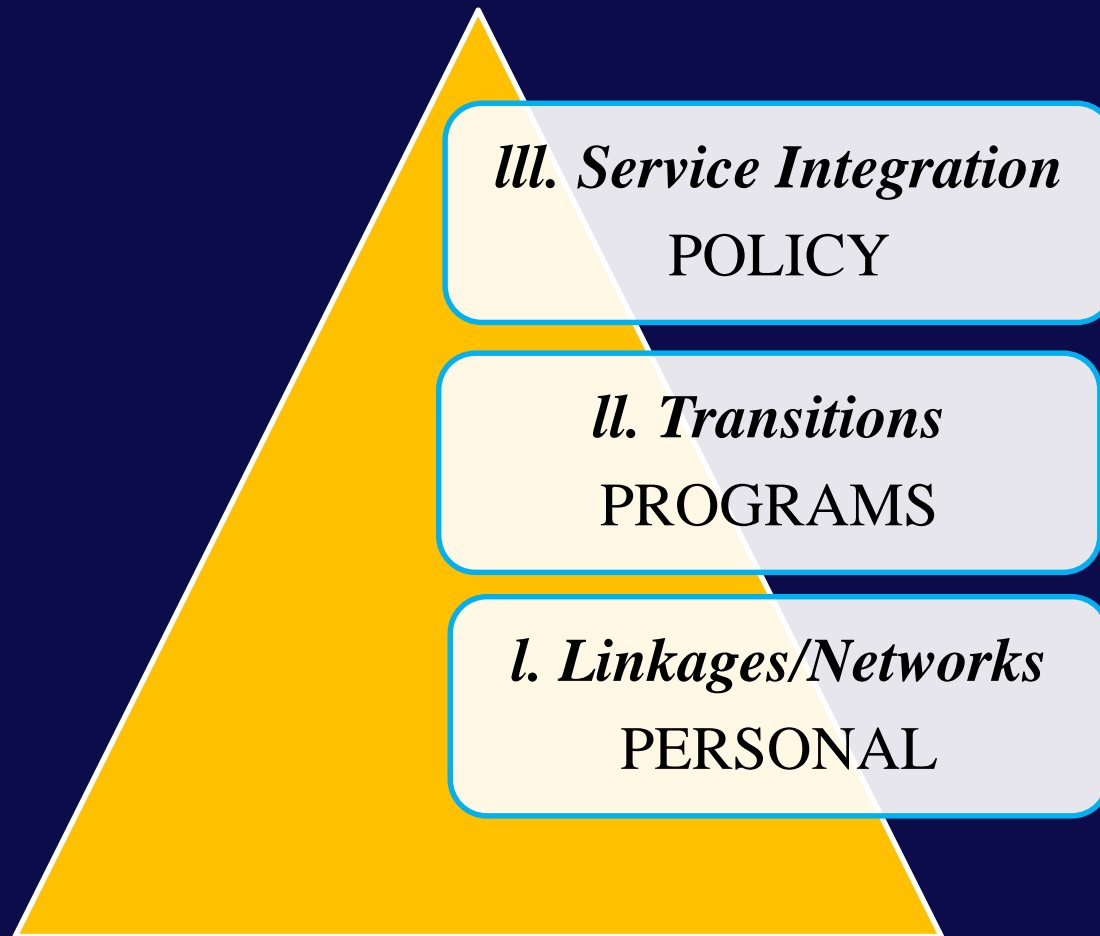 lll. Service Integration
POLICY
ll. Transitions
PROGRAMS
l. Linkages/Networks
PERSONAL